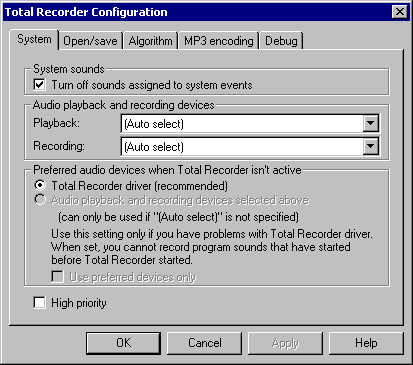 Total Recorder Configuration
System Open/save Algorithm MP3 encoding Debug
System sounds
Turn off sounds assigned to system events
Audio playback and recording devices
Playback: (Auto select)
Recording: (Auto select)
Preferred audio devices when Total Recorder isn't active
Total Recorder driver (recommended)
Audio playback and recording devices selected above
(can only be used if "(Auto select)" is not specified)
Use this setting only if you have problems with Total Recorder driver.
When set, you cannot record program sounds that have started
before Total Recorder started.
Use preferred devices only
High priority
OK Cancel Apply Help